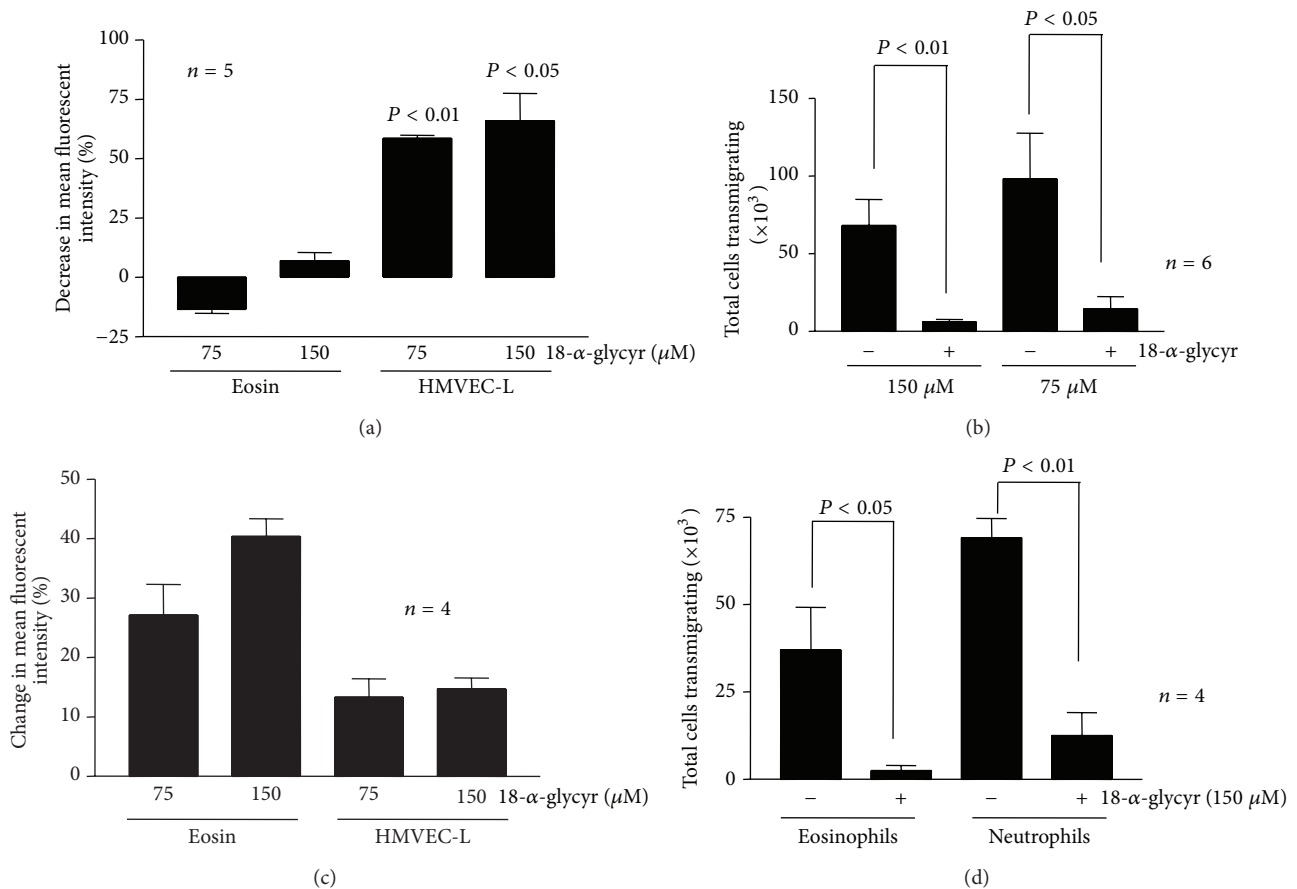 Decrease in mean fluorescent
intensity (%)
100
75
50
25
0
−25
n = 5
P < 0.01
P < 0.05
75
150
75
150
18-α-glycyr (μM)
Eosin
HMVEC-L
(a)
Total cells transmigrating
(×10³)
150
100
50
0
P < 0.01
P < 0.05
n = 6
−
+
−
+
18-α-glycyr
150 μM
75 μM
(b)
Change in mean fluorescent
intensity (%)
50
40
30
20
10
0
n = 4
75
150
75
150
18-α-glycyr (μM)
Eosin
HMVEC-L
(c)
Total cells transmigrating (×10³)
75
50
25
0
P < 0.05
P < 0.01
n = 4
−
+
−
+
18-α-glycyr (150 μM)
Eosinophils
Neutrophils
(d)